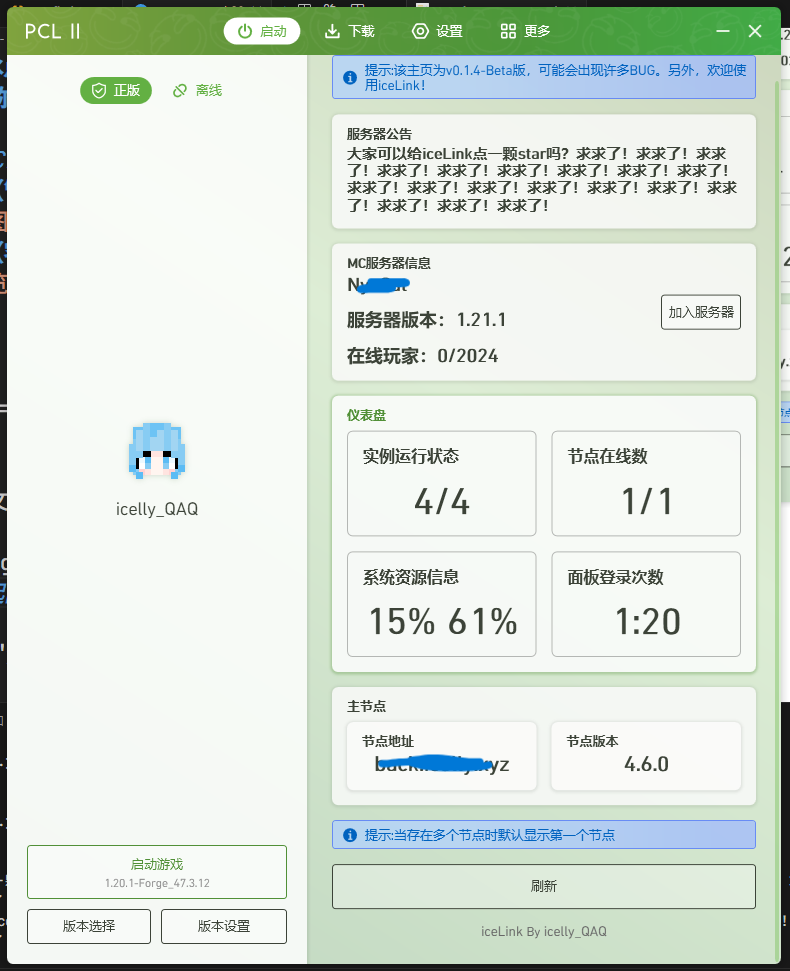 PCL II
启动
下载
设置
更多
正版
离线
提示:该主页为v0.1.4-Beta版，可能会出现许多BUG。另外，欢迎使
用iceLink！
服务器公告
大家可以给iceLink点一颗star吗？求求了！求求了！求求
了！求求了！求求了！求求了！求求了！求求了！求求了！
求求了！求求了！求求了！求求了！求求了！求求了！求求
了！求求了！求求了！求求了！
MC服务器信息
服务器版本：1.21.1
加入服务器
在线玩家：0/2024
仪表盘
实例运行状态
4/4
节点在线数
1/1
系统资源信息
15% 61%
面板登录次数
1:20
icelly_QAQ
主节点
节点地址
节点版本
4.6.0
提示:当存在多个节点时默认显示第一个节点
刷新
iceLink By icelly_QAQ
启动游戏
1.20.1-Forge_47.3.12
版本选择
版本设置